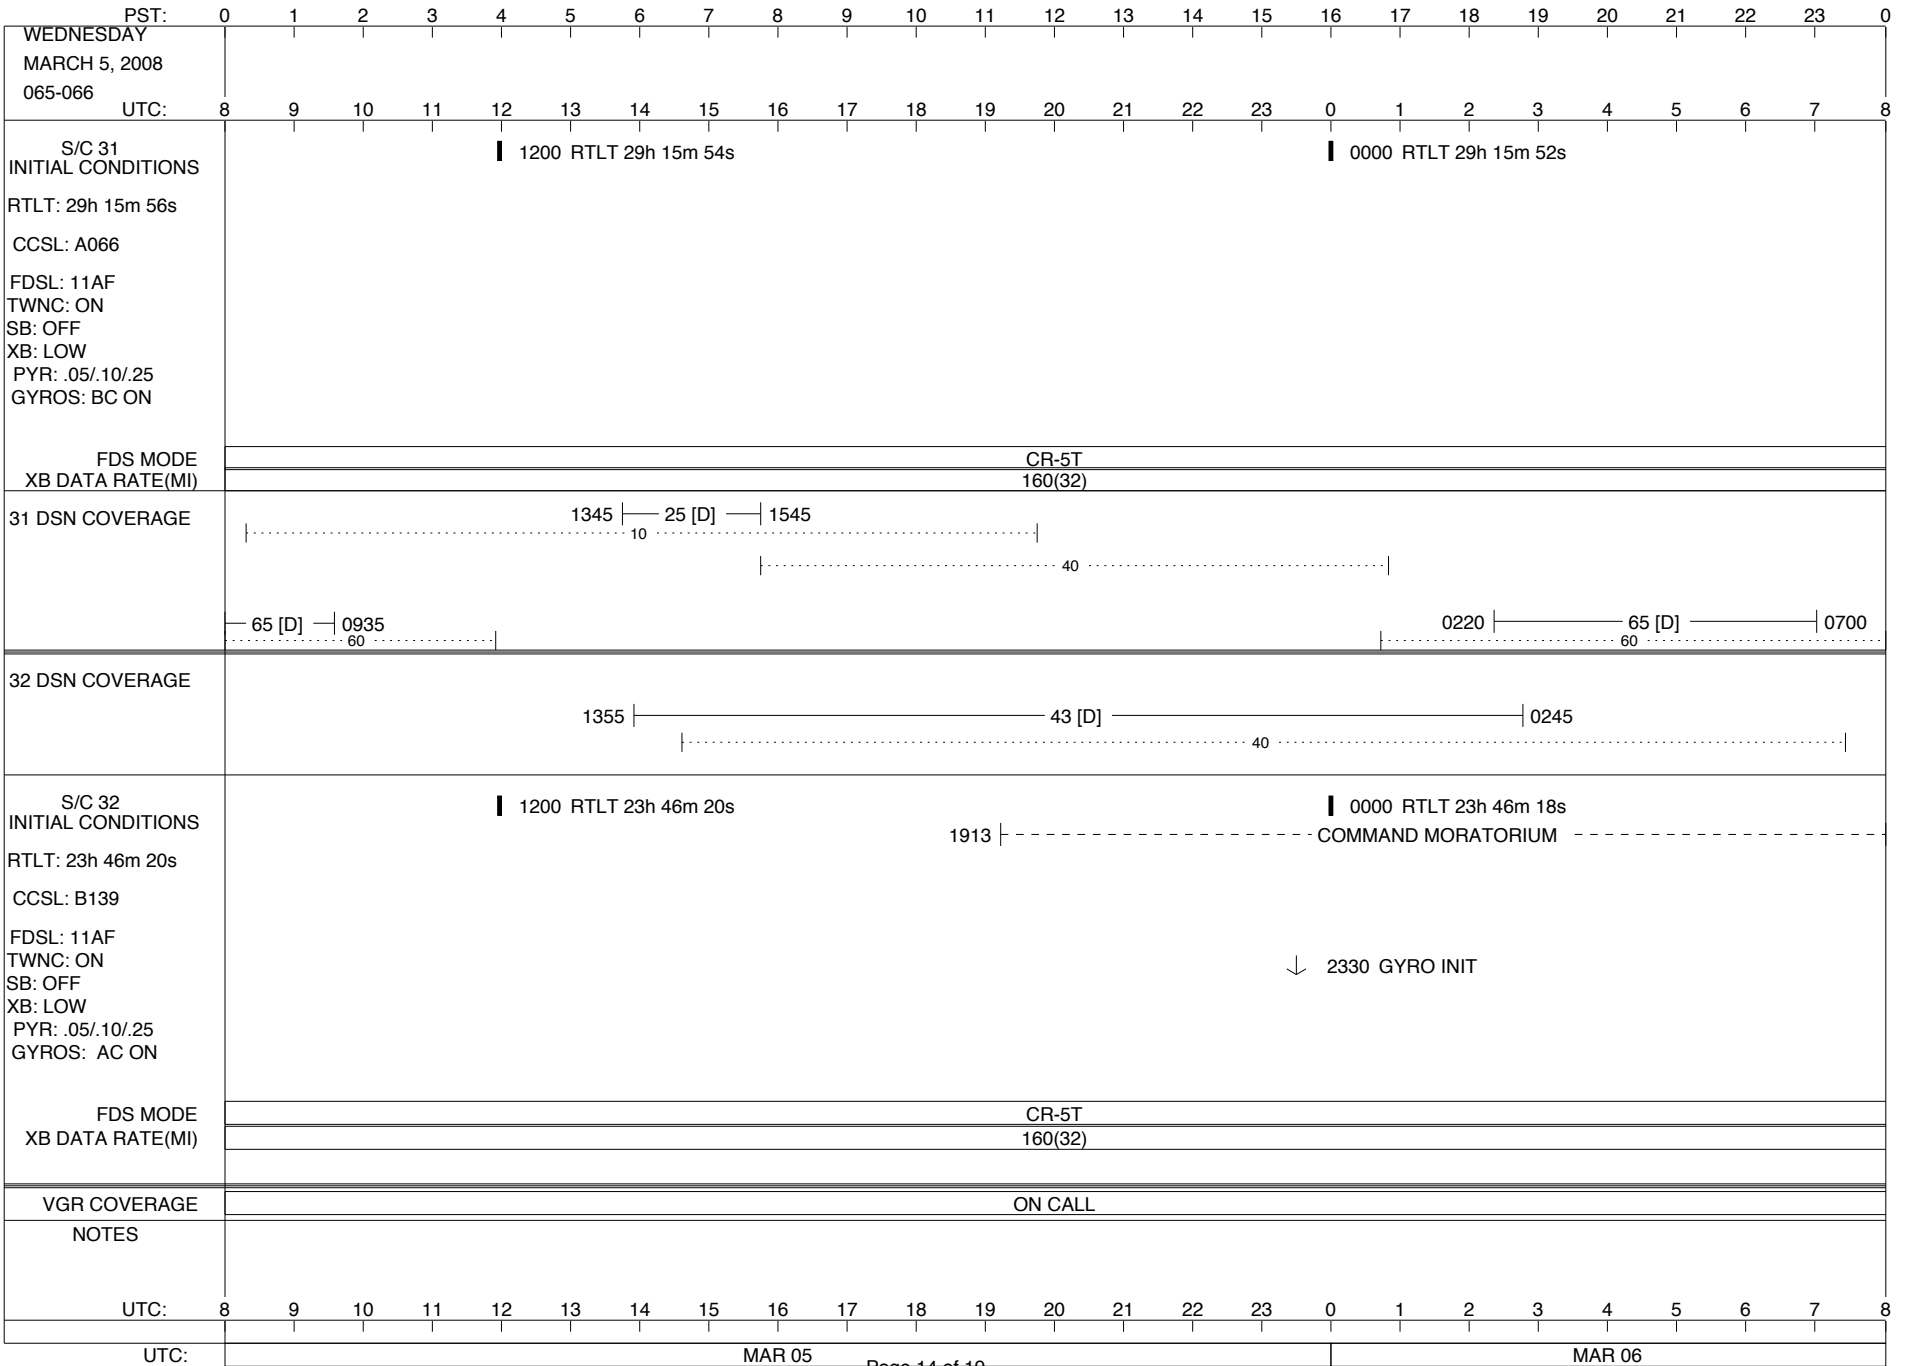 PST: 0 1 2 3 4 5 6 7 8 9 10 11 12 13 14 15 16 17 18 19 20 21 22 23 0
WEDNESDAY
MARCH 5, 2008
065-066
UTC: 8 9 10 11 12 13 14 15 16 17 18 19 20 21 22 23 0 1 2 3 4 5 6 7 8
S/C 31
INITIAL CONDITIONS
1200 RTLT 29h 15m 54s
0000 RTLT 29h 15m 52s
RTLT: 29h 15m 56s
CCSL: A066
FDSL: 11AF
TWNC: ON
SB: OFF
XB: LOW
PYR: .05/.10/.25
GYROS: BC ON
FDS MODE CR-5T
XB DATA RATE(MI) 160(32)
31 DSN COVERAGE
1345 25 [D] 1545
10
40
65 [D] 0935
0220 65 [D] 0700
60
60
32 DSN COVERAGE
1355 43 [D] 0245
40
S/C 32
INITIAL CONDITIONS
1200 RTLT 23h 46m 20s
0000 RTLT 23h 46m 18s
1913 COMMAND MORATORIUM
RTLT: 23h 46m 20s
CCSL: B139
FDSL: 11AF
TWNC: ON
2330 GYRO INIT
SB: OFF
XB: LOW
PYR: .05/.10/.25
GYROS: AC ON
FDS MODE CR-5T
XB DATA RATE(MI) 160(32)
VGR COVERAGE ON CALL
NOTES
UTC: 8 9 10 11 12 13 14 15 16 17 18 19 20 21 22 23 0 1 2 3 4 5 6 7 8
UTC: MAR 05 MAR 06
Page 14 of 19